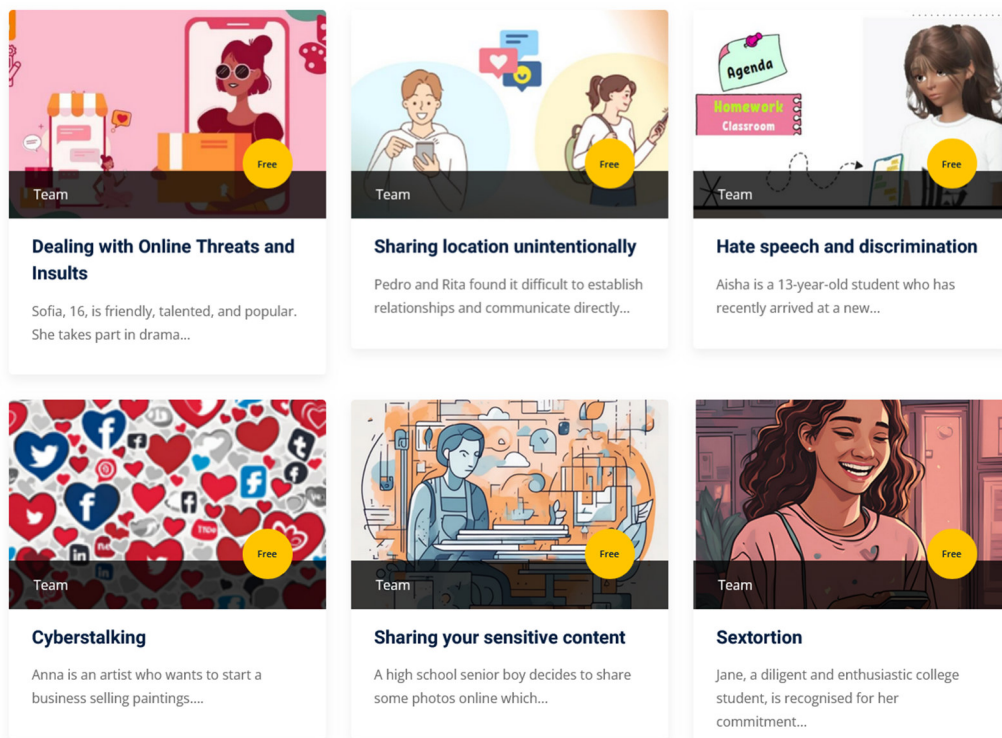 Agenda
Homework
Classroom
Free
Free
Free
Team
Team
Team
Dealing with Online Threats and
Insults
Sofia, 16, is friendly, talented, and popular.
She takes part in drama...
Sharing location unintentionally
Pedro and Rita found it difficult to establish
relationships and communicate directly...
Hate speech and discrimination
Aisha is a 13-year-old student who has
recently arrived at a new...
Free
Free
Free
Team
Team
Team
Cyberstalking
Anna is an artist who wants to start a
business selling paintings....
Sharing your sensitive content
A high school senior boy decides to share
some photos online which...
Sextortion
Jane, a diligent and enthusiastic college
student, is recognised for her
commitment...